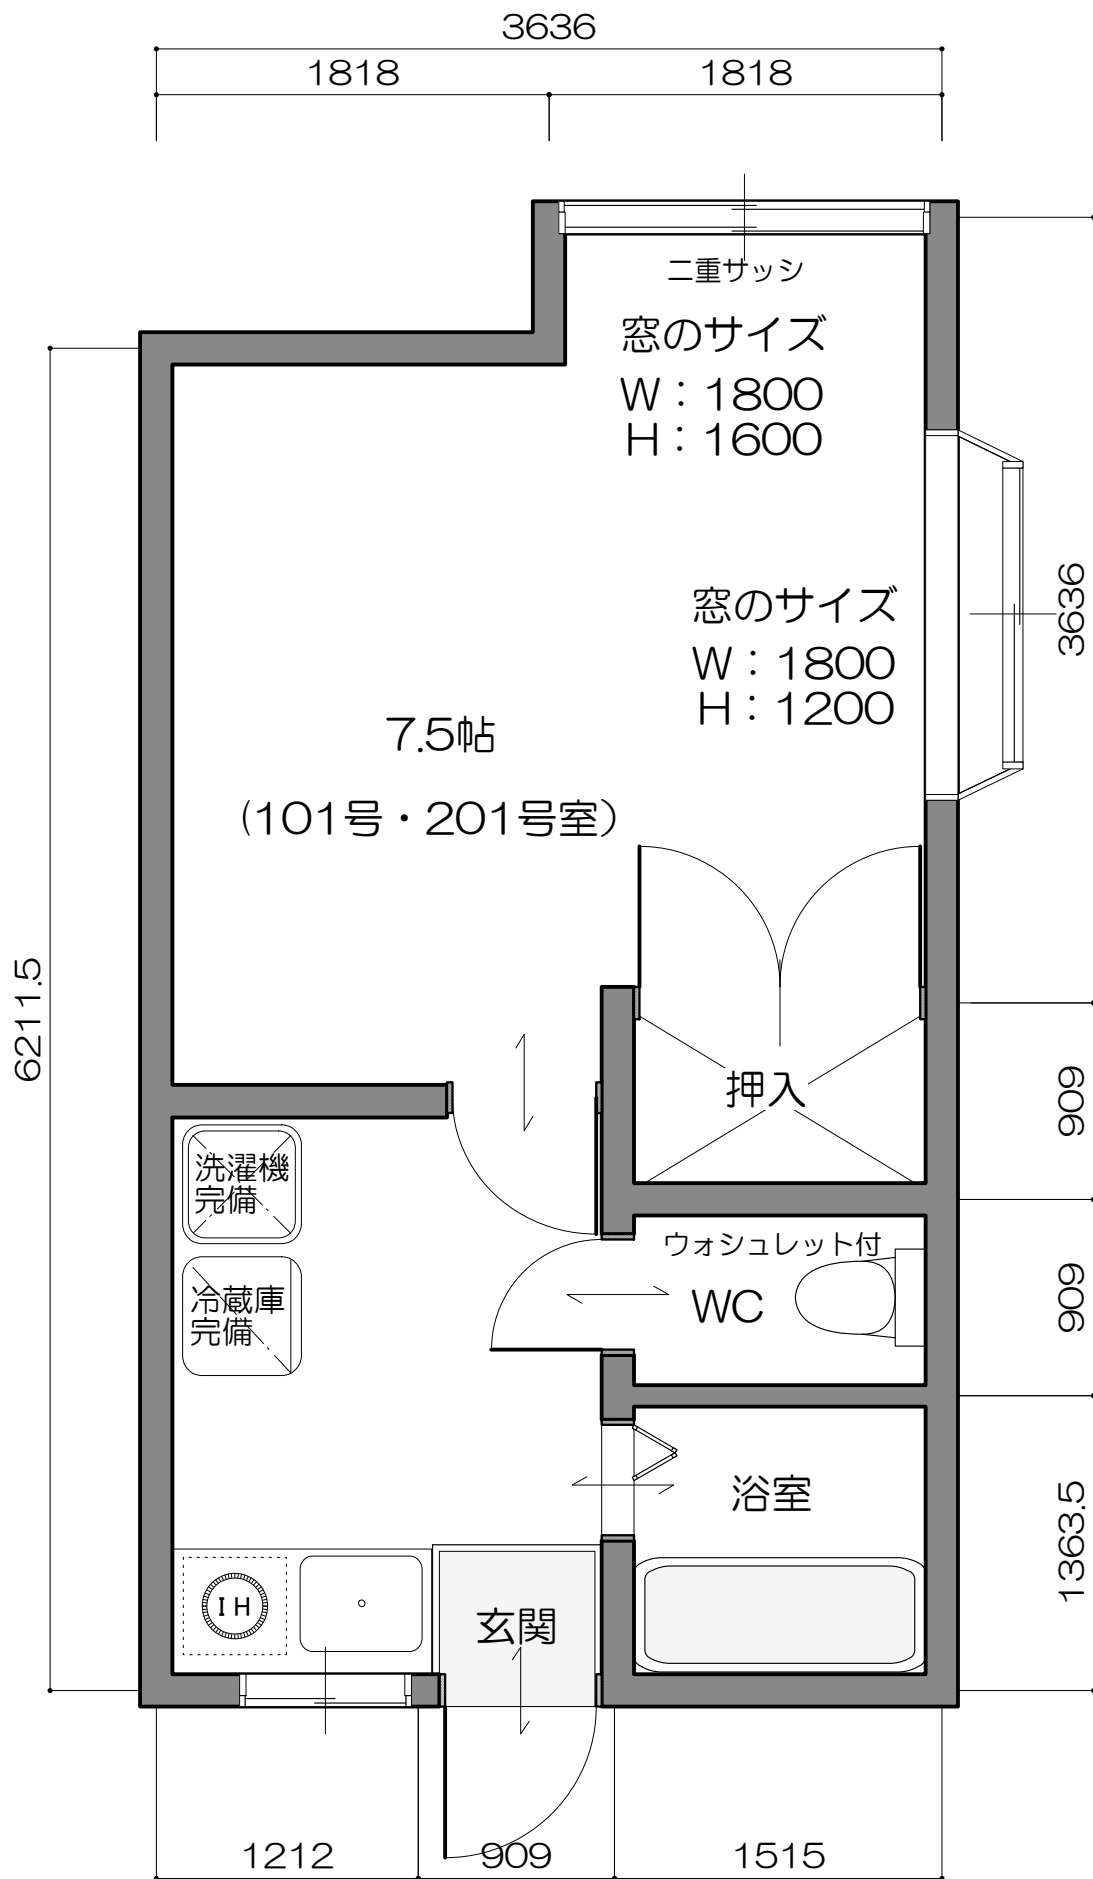 3636
1818
1818
二重サッシ
窓のサイズ
W：1800
H：1600
窓のサイズ
W：1800
H：1200
3636
7.5帖
（101号・201号室）
6211.5
押入
909
洗濯機
完備
ウォシュレット付
WC
冷蔵庫
完備
909
浴室
1363.5
IH
玄関
1212
909
1515